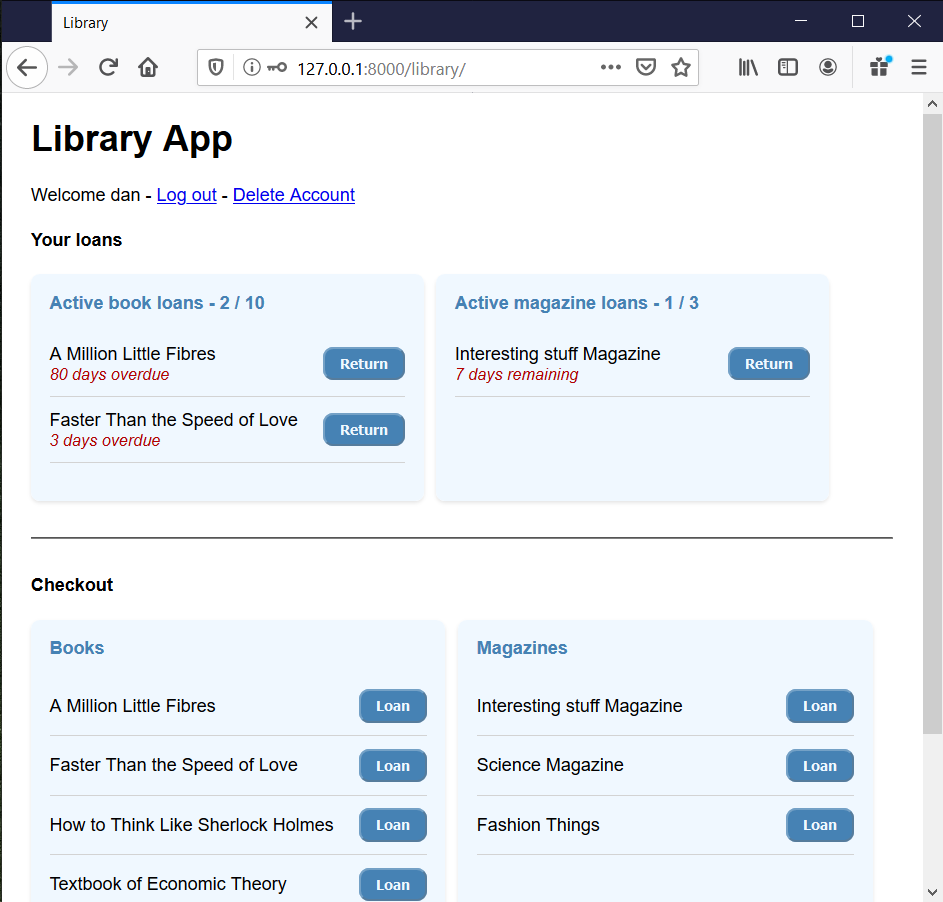 Library
127.0.0.1:8000/library/
Library App
Welcome dan - Log out - Delete Account
Your loans
Active book loans - 2 / 10
A Million Little Fibres
80 days overdue
Return
Faster Than the Speed of Love
3 days overdue
Return
Active magazine loans - 1 / 3
Interesting stuff Magazine
7 days remaining
Return
Checkout
Books
A Million Little Fibres Loan
Faster Than the Speed of Love Loan
How to Think Like Sherlock Holmes Loan
Textbook of Economic Theory Loan
Magazines
Interesting stuff Magazine Loan
Science Magazine Loan
Fashion Things Loan